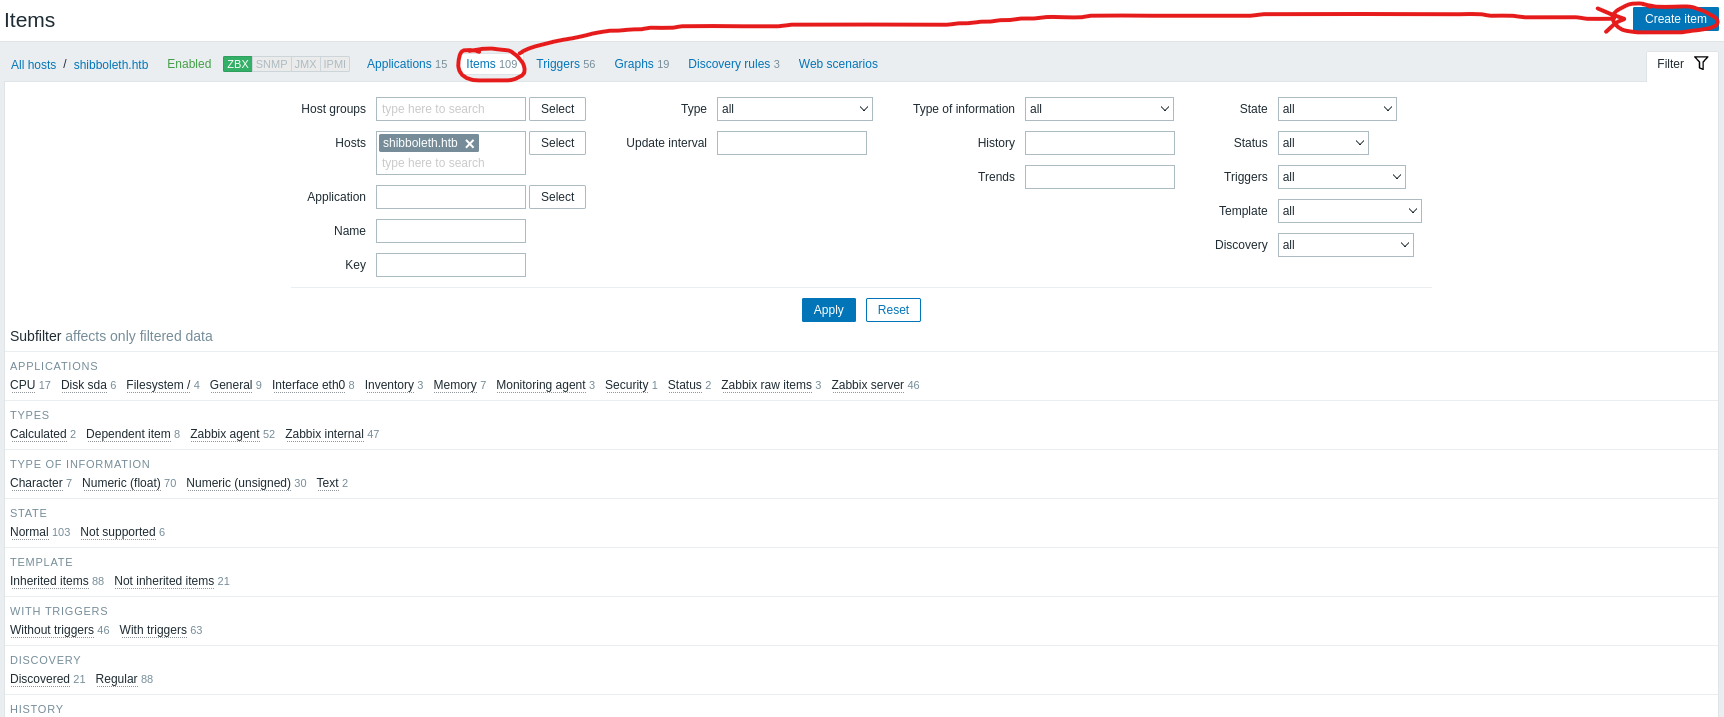 Items
Create item
All hosts / shibboleth.htb Enabled ZBX SNMP JMX IPMI Applications 15 Items 109 Triggers 56 Graphs 19 Discovery rules 3 Web scenarios Filter
Host groups type here to search Select Type all Type of information all State all
Hosts shibboleth.htb Select Update interval History Status all
type here to search
Trends Triggers all
Application Select
Template all
Name
Discovery all
Key
Apply Reset
Subfilter affects only filtered data
APPLICATIONS
CPU 17 Disk sda 6 Filesystem / 4 General 9 Interface eth0 8 Inventory 3 Memory 7 Monitoring agent 3 Security 1 Status 2 Zabbix raw items 3 Zabbix server 46
TYPES
Calculated 2 Dependent item 8 Zabbix agent 52 Zabbix internal 47
TYPE OF INFORMATION
Character 7 Numeric (float) 70 Numeric (unsigned) 30 Text 2
STATE
Normal 103 Not supported 6
TEMPLATE
Inherited items 88 Not inherited items 21
WITH TRIGGERS
Without triggers 46 With triggers 63
DISCOVERY
Discovered 21 Regular 88
HISTORY